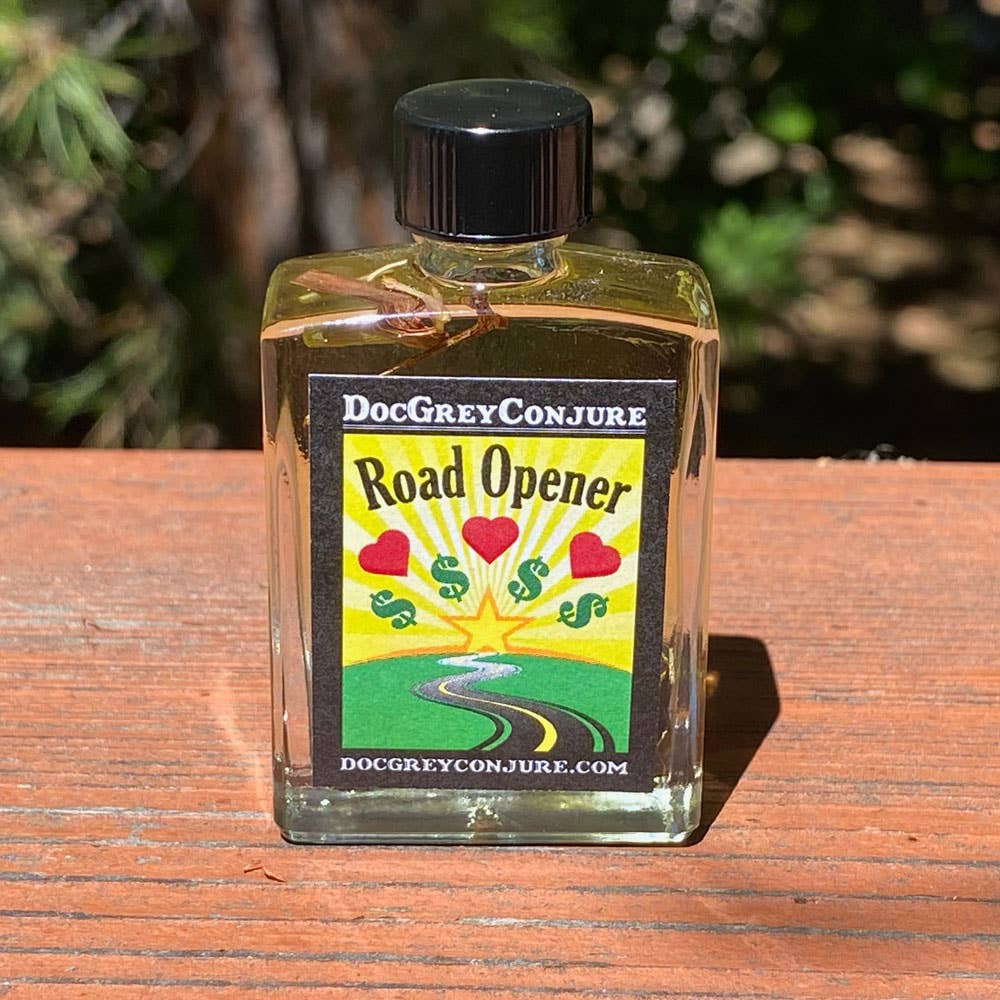 DOCGREYCONJURE
Road Opener
$ $
$ $
DOCGREYCONJURE.COM